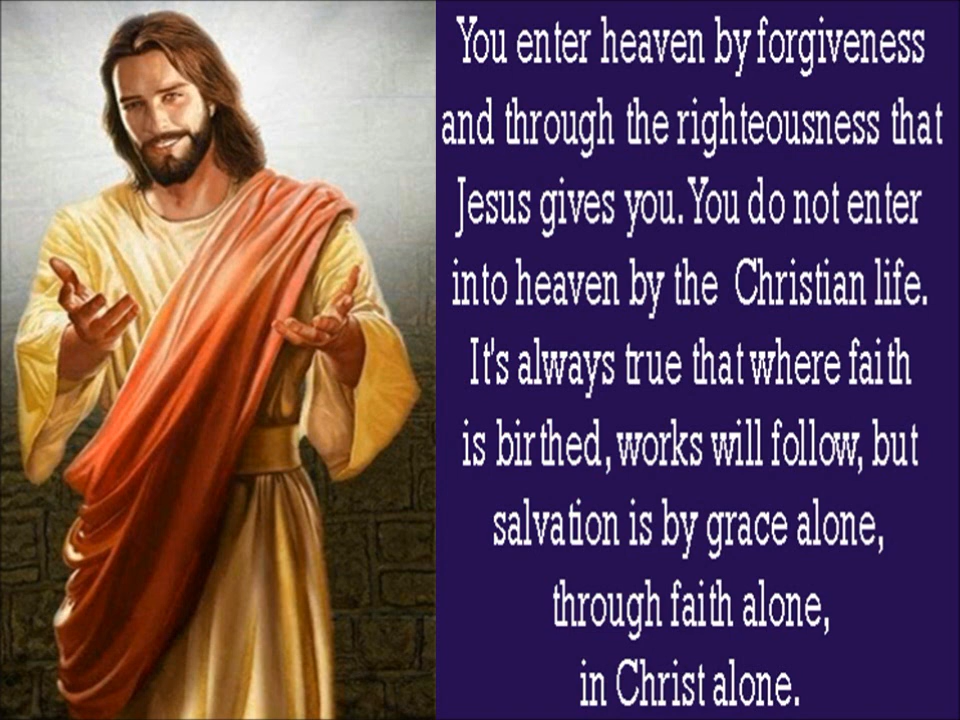 You enter heaven by forgiveness
and through the righteousness that
Jesus gives you. You do not enter
into heaven by the Christian life.
It's always true that where faith
is birthed, works will follow, but
salvation is by grace alone,
through faith alone,
in Christ alone.